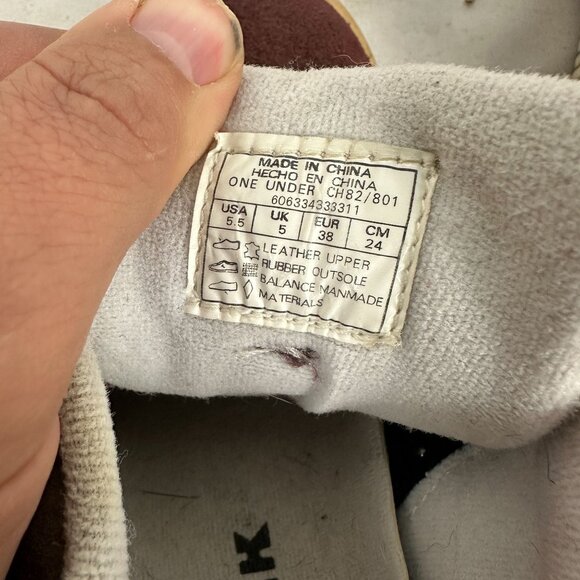 MADE IN CHINA
HECHO EN CHINA
ONE UNDER CH82/801
606334333311
USA UK EUR CM
5.5 5 38 24
LEATHER UPPER
RUBBER OUTSOLE
BALANCE MANMADE
MATERIALS